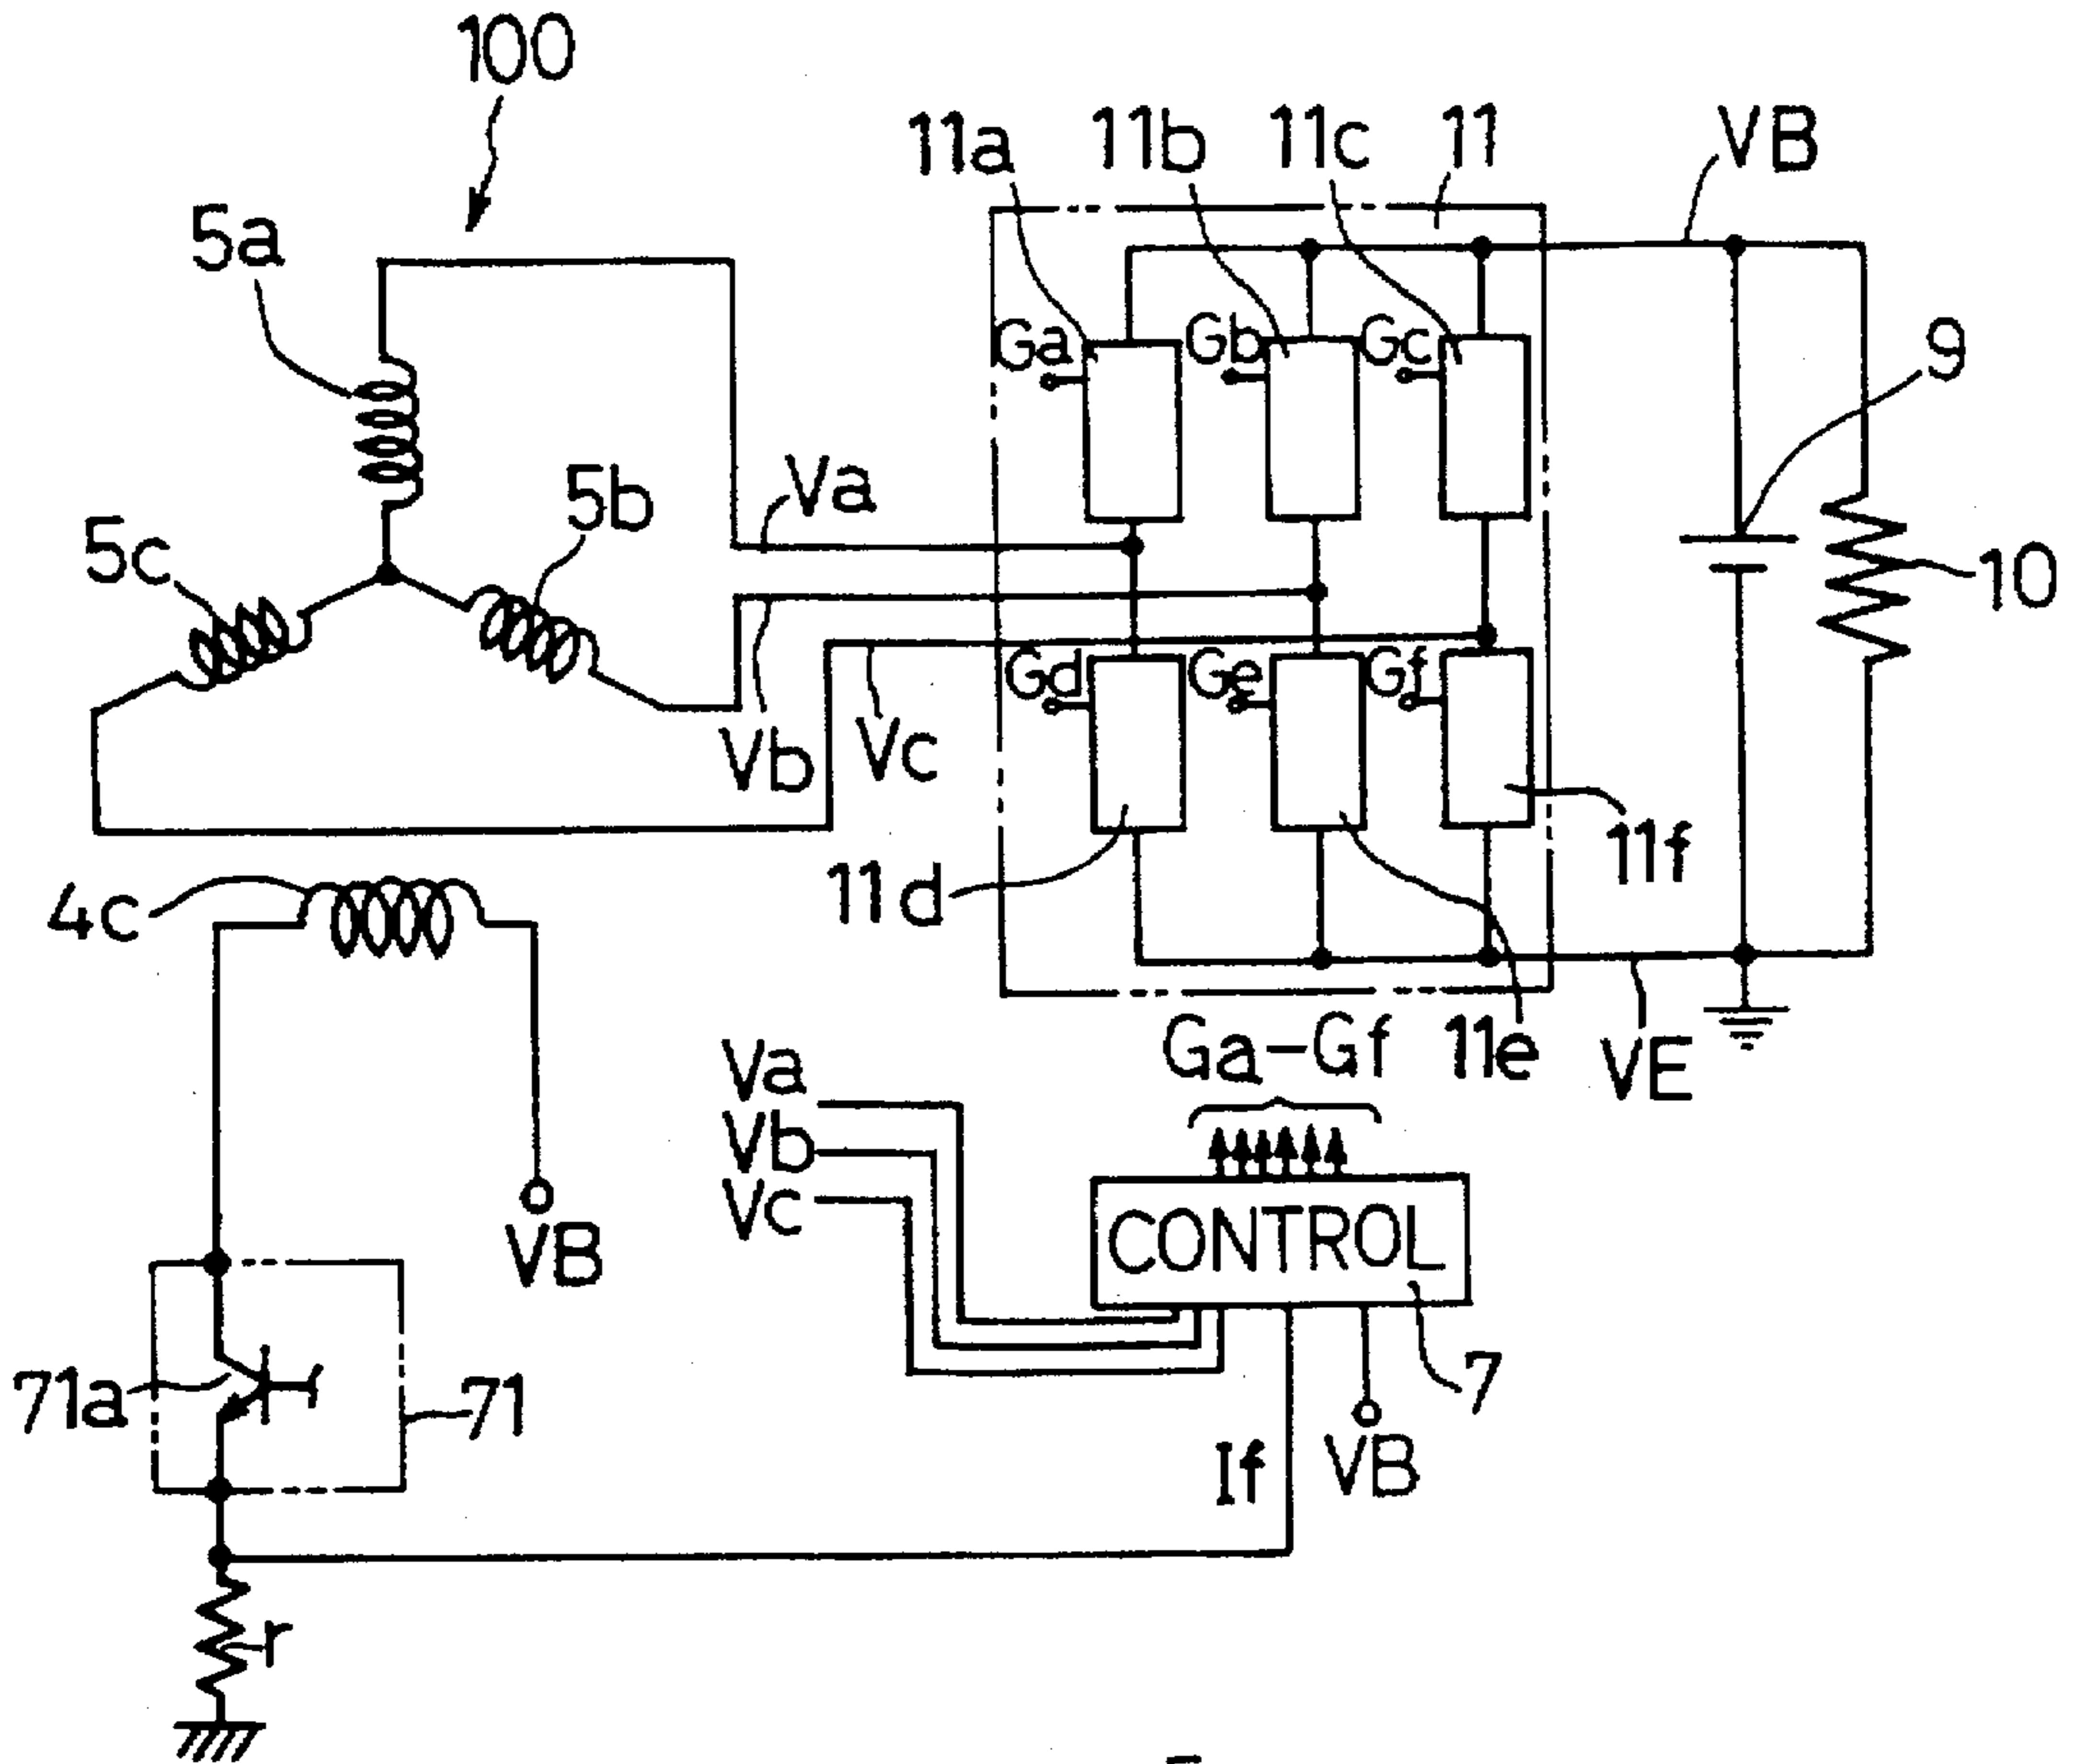 100
11a 11b 11c 11 VB
5a
Ga Gb Gc
9
Va
5b
5c
10
Gd Ge Gf
Vb Vc
11f
11d
4c
Ga-Gf 11e VE
Va
Vb
Vc
CONTROL
VB
71a 71
7
If VB
r